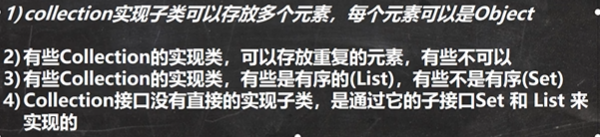 1)collection实现子类可以存放多个元素，每个元素可以是Object
2)有些Collection的实现类，可以存放重复的元素，有些不可以
3)有些Collection的实现类，有些是有序的(List)，有些不是有序(Set)
4)Collection接口没有直接的实现子类，是通过它的子接口Set 和 List 来
实现的